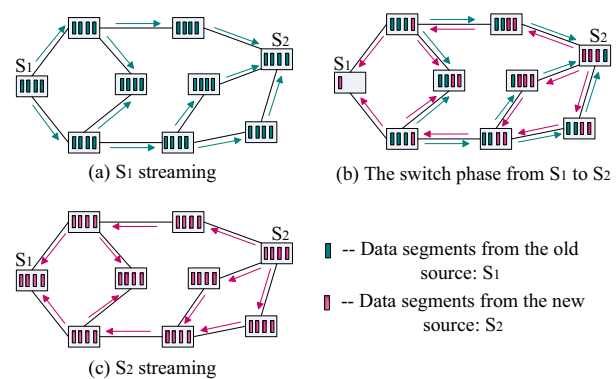 S1
S2
(a) S1 streaming
S1
S2
(b) The switch phase from S1 to S2
S1
S2
(c) S2 streaming
-- Data segments from the old
source: S1
-- Data segments from the new
source: S2